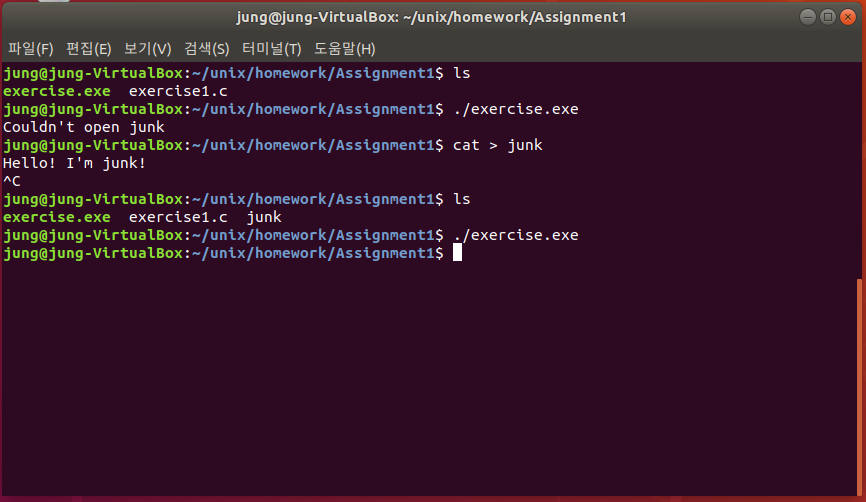 jung@jung-VirtualBox: ~/unix/homework/Assignment1
파일(F) 편집(E) 보기(V) 검색(S) 터미널(T) 도움말(H)
jung@jung-VirtualBox:~/unix/homework/Assignment1$ ls
exercise.exe  exercise1.c
jung@jung-VirtualBox:~/unix/homework/Assignment1$ ./exercise.exe
Couldn't open junk
jung@jung-VirtualBox:~/unix/homework/Assignment1$ cat > junk
Hello! I'm junk!
^C
jung@jung-VirtualBox:~/unix/homework/Assignment1$ ls
exercise.exe  exercise1.c  junk
jung@jung-VirtualBox:~/unix/homework/Assignment1$ ./exercise.exe
jung@jung-VirtualBox:~/unix/homework/Assignment1$